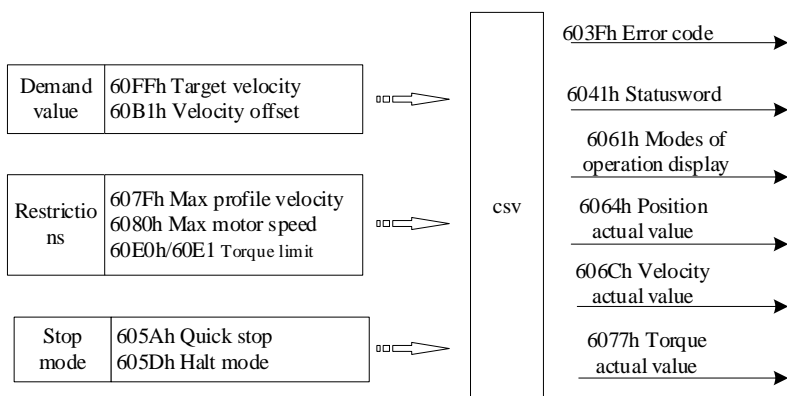 Demand
value
60FFh Target velocity
60B1h Velocity offset
Restrictio
ns
607Fh Max profile velocity
6080h Max motor speed
60E0h/60E1 Torque limit
Stop
mode
605Ah Quick stop
605Dh Halt mode
csv
603Fh Error code
6041h Statusword
6061h Modes of
operation display
6064h Position
actual value
606Ch Velocity
actual value
6077h Torque
actual value